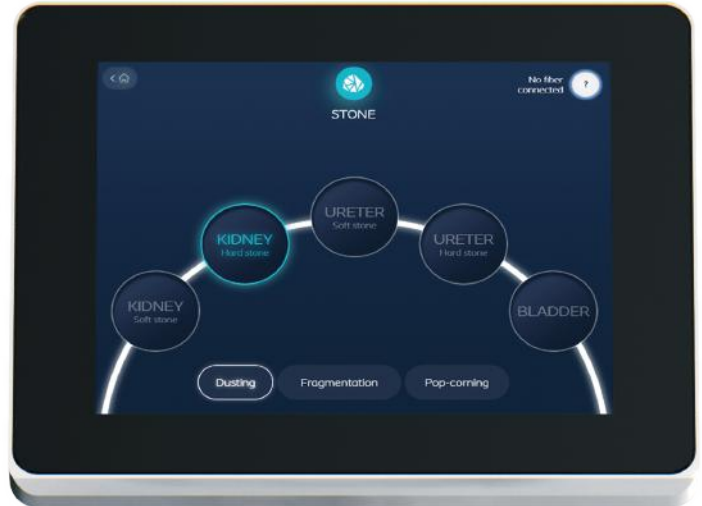 No fiber
connected
?
STONE
URETER
Soft stone
KIDNEY
Hard stone
URETER
Hard stone
KIDNEY
Soft stone
BLADDER
Dusting
Fragmentation
Pop-corning